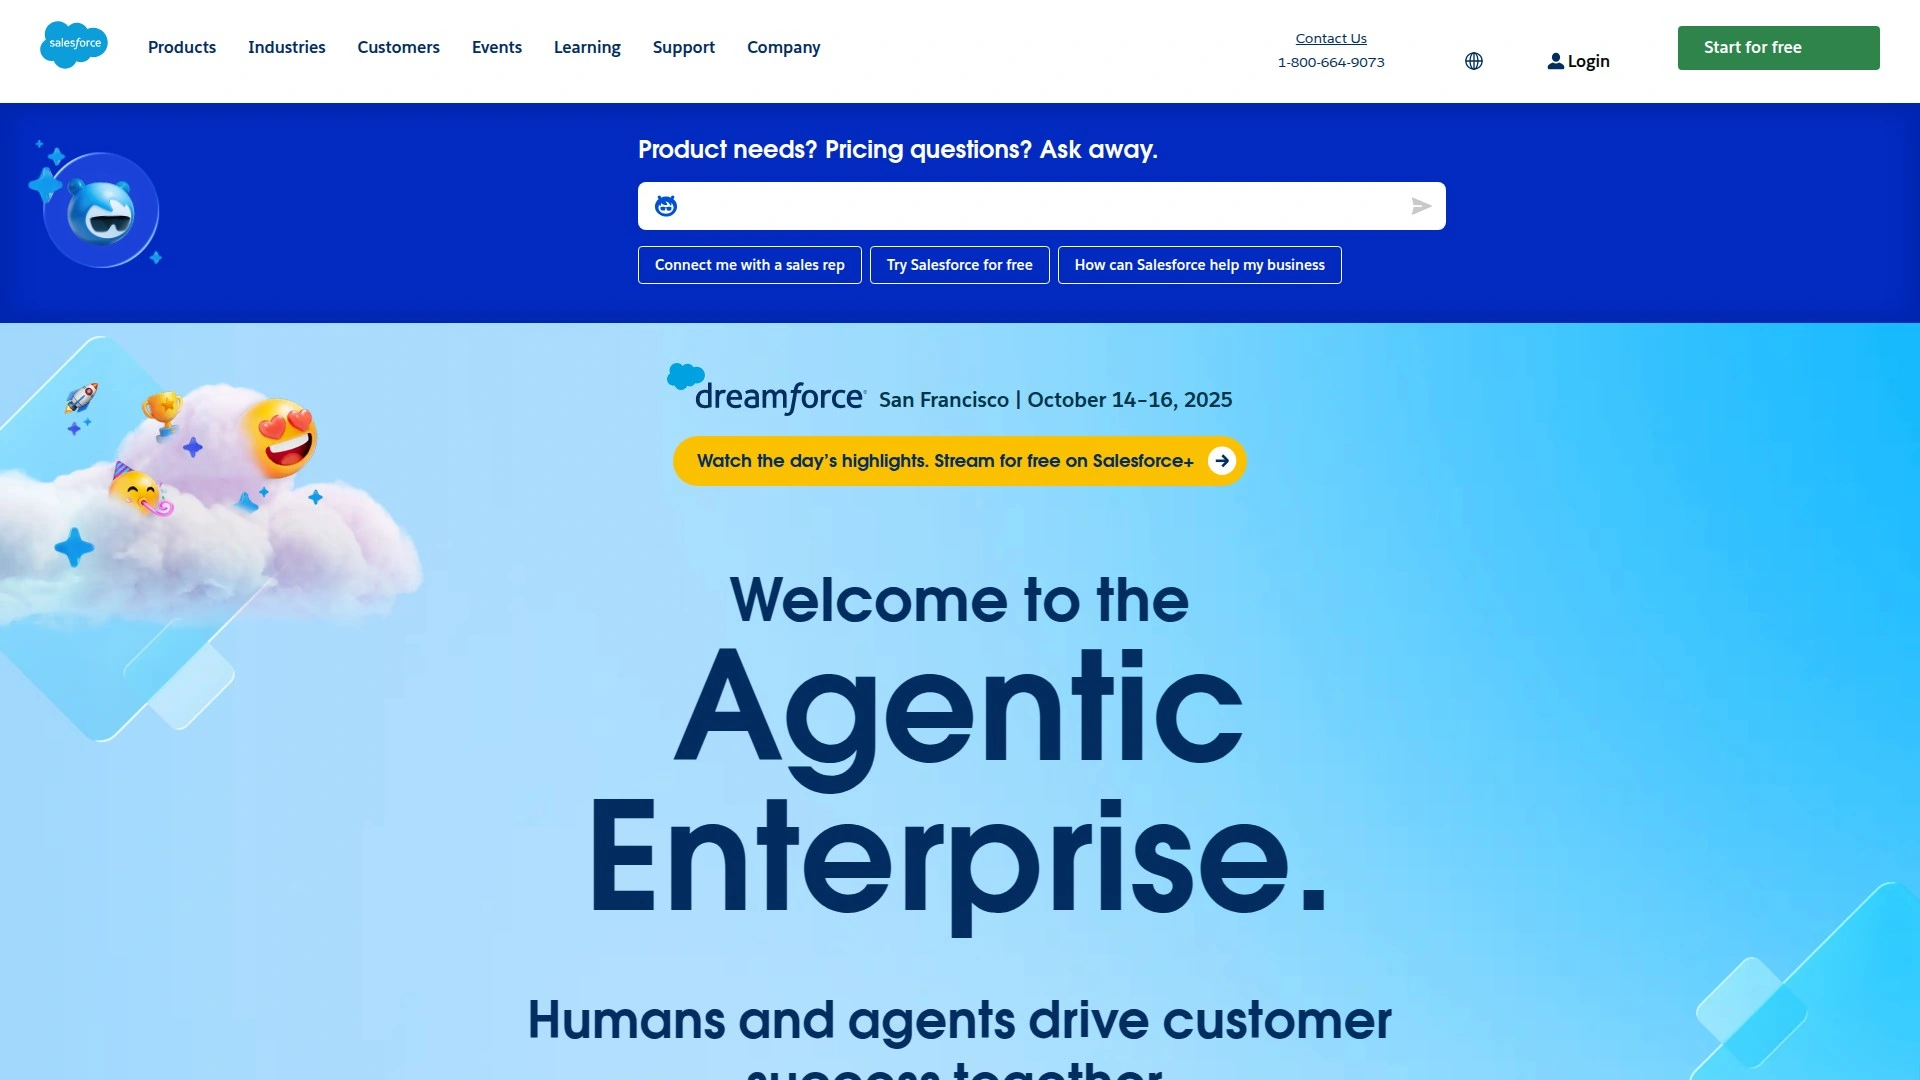 salesforce
Products Industries Customers Events Learning Support Company
Contact Us
1-800-664-9073
Login
Start for free
Product needs? Pricing questions? Ask away.
Connect me with a sales rep
Try Salesforce for free
How can Salesforce help my business
dreamforce San Francisco | October 14–16, 2025
Watch the day’s highlights. Stream for free on Salesforce+
Welcome to the
Agentic
Enterprise.
Humans and agents drive customer
success together